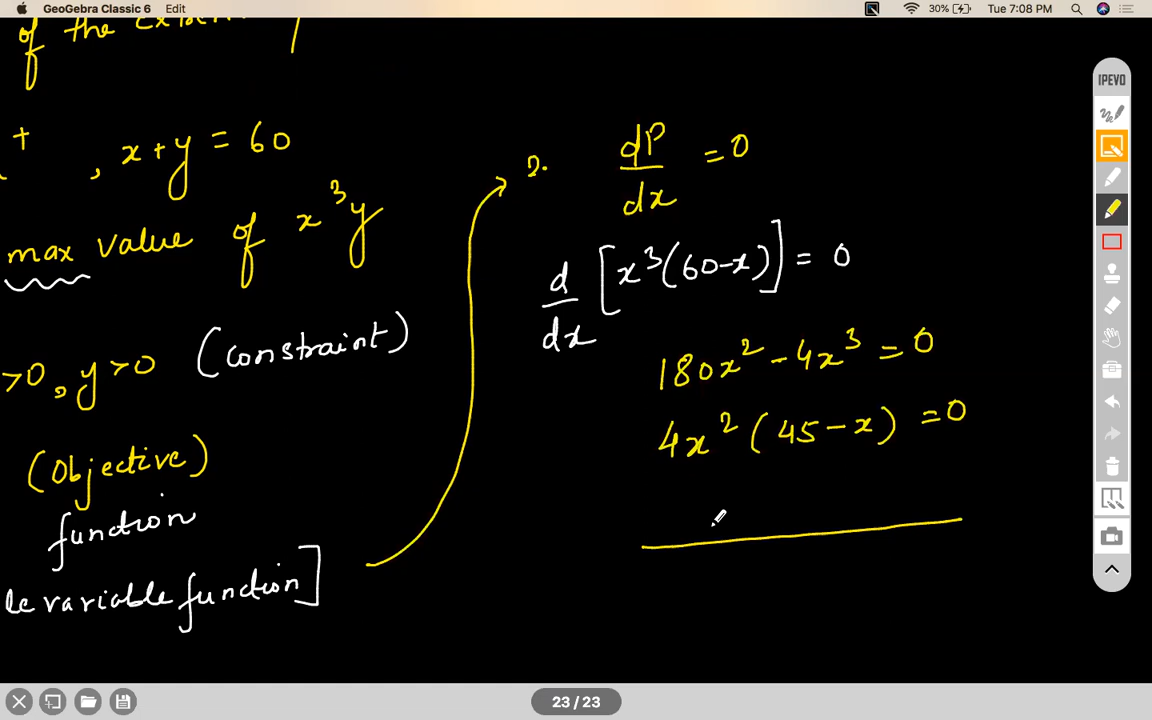 GeoGebra Classic 6 Edit 30% Tue 7:08 PM
IPEVO
of the
+ , x+y = 60
max value of x³y
>0, y>0 (constraint)
(Objective)
function
le variable function]
2. dP/dx = 0
d/dx [x³(60-x)] = 0
180x² - 4x³ = 0
4x² (45-x) = 0
23 / 23